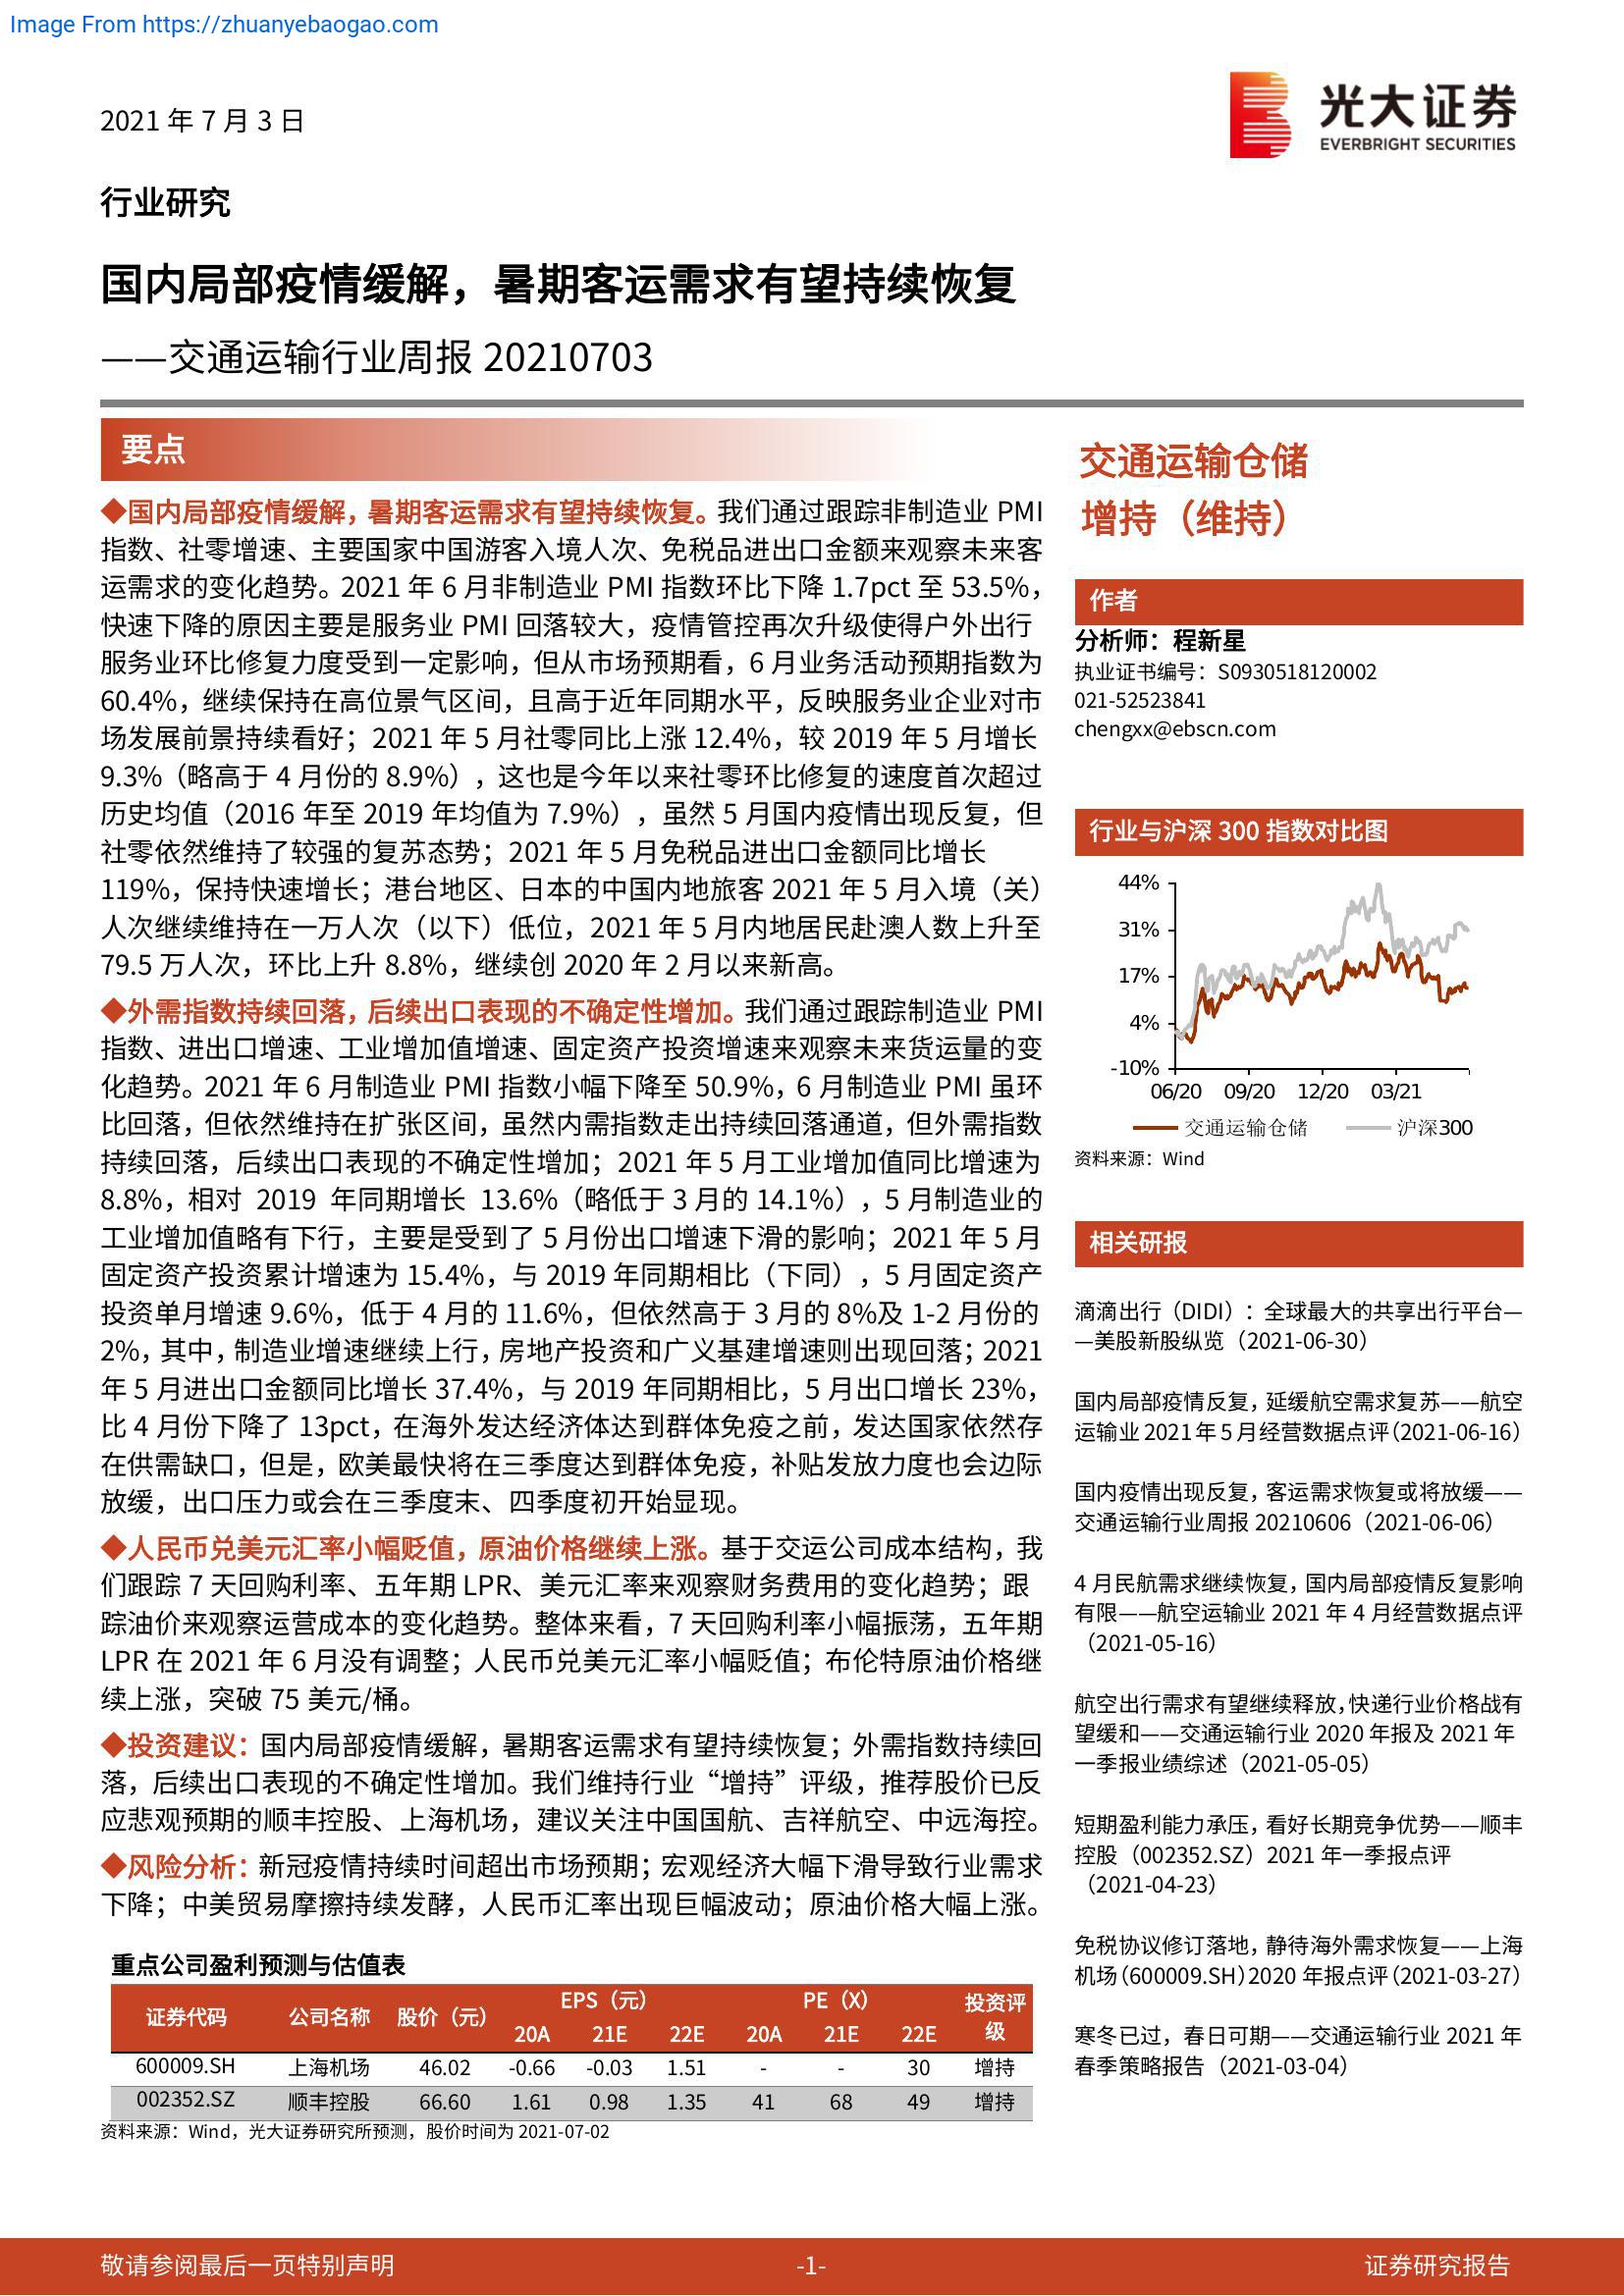 Image From https://zhuanyebaogao.com
2021 年 7 月 3 日
光大证券
EVERBRIGHT SECURITIES
行业研究
国内局部疫情缓解，暑期客运需求有望持续恢复
——交通运输行业周报 20210703
要点
◆国内局部疫情缓解，暑期客运需求有望持续恢复。我们通过跟踪非制造业 PMI
指数、社零增速、主要国家中国游客入境人次、免税品进出口金额来观察未来客
运需求的变化趋势。2021 年 6 月非制造业 PMI 指数环比下降 1.7pct 至 53.5%，
快速下降的原因主要是服务业 PMI 回落较大，疫情管控再次升级使得户外出行
服务业环比修复力度受到一定影响，但从市场预期看，6 月业务活动预期指数为
60.4%，继续保持在高位景气区间，且高于近年同期水平，反映服务业企业对市
场发展前景持续看好；2021 年 5 月社零同比上涨 12.4%，较 2019 年 5 月增长
9.3%（略高于 4 月份的 8.9%），这也是今年以来社零环比修复的速度首次超过
历史均值（2016 年至 2019 年均值为 7.9%），虽然 5 月国内疫情出现反复，但
社零依然维持了较强的复苏态势；2021 年 5 月免税品进出口金额同比增长
119%，保持快速增长；港台地区、日本的中国内地旅客 2021 年 5 月入境（关）
人次继续维持在一万人次（以下）低位，2021 年 5 月内地居民赴澳人数上升至
79.5 万人次，环比上升 8.8%，继续创 2020 年 2 月以来新高。
◆外需指数持续回落，后续出口表现的不确定性增加。我们通过跟踪制造业 PMI
指数、进出口增速、工业增加值增速、固定资产投资增速来观察未来货运量的变
化趋势。2021 年 6 月制造业 PMI 指数小幅下降至 50.9%，6 月制造业 PMI 虽环
比回落，但依然维持在扩张区间，虽然内需指数走出持续回落通道，但外需指数
持续回落，后续出口表现的不确定性增加；2021 年 5 月工业增加值同比增速为
8.8%，相对 2019 年同期增长 13.6%（略低于 3 月的 14.1%），5 月制造业的
工业增加值略有下行，主要是受到了 5 月份出口增速下滑的影响；2021 年 5 月
固定资产投资累计增速为 15.4%，与 2019 年同期相比（下同），5 月固定资产
投资单月增速 9.6%，低于 4 月的 11.6%，但依然高于 3 月的 8%及 1-2 月份的
2%，其中，制造业增速继续上行，房地产投资和广义基建增速则出现回落；2021
年 5 月进出口金额同比增长 37.4%，与 2019 年同期相比，5 月出口增长 23%，
比 4 月份下降了 13pct，在海外发达经济体达到群体免疫之前，发达国家依然存
在供需缺口，但是，欧美最快将在三季度达到群体免疫，补贴发放力度也会边际
放缓，出口压力或会在三季度末、四季度初开始显现。
◆人民币兑美元汇率小幅贬值，原油价格继续上涨。基于交运公司成本结构，我
们跟踪 7 天回购利率、五年期 LPR、美元汇率来观察财务费用的变化趋势；跟
踪油价来观察运营成本的变化趋势。整体来看，7 天回购利率小幅振荡，五年期
LPR 在 2021 年 6 月没有调整；人民币兑美元汇率小幅贬值；布伦特原油价格继
续上涨，突破 75 美元/桶。
◆投资建议：国内局部疫情缓解，暑期客运需求有望持续恢复；外需指数持续回
落，后续出口表现的不确定性增加。我们维持行业“增持”评级，推荐股价已反
应悲观预期的顺丰控股、上海机场，建议关注中国国航、吉祥航空、中远海控。
◆风险分析：新冠疫情持续时间超出市场预期；宏观经济大幅下滑导致行业需求
下降；中美贸易摩擦持续发酵，人民币汇率出现巨幅波动；原油价格大幅上涨。
重点公司盈利预测与估值表
证券代码 公司名称 股价（元） EPS（元） PE（X） 投资评级
20A 21E 22E 20A 21E 22E
600009.SH 上海机场 46.02 -0.66 -0.03 1.51 - - 30 增持
002352.SZ 顺丰控股 66.60 1.61 0.98 1.35 41 68 49 增持
资料来源：Wind，光大证券研究所预测，股价时间为 2021-07-02
交通运输仓储
增持（维持）
作者
分析师：程新星
执业证书编号：S0930518120002
021-52523841
chengxx@ebscn.com
行业与沪深 300 指数对比图
44%
31%
17%
4%
-10%
06/20 09/20 12/20 03/21
交通运输仓储 沪深300
资料来源：Wind
相关研报
滴滴出行（DIDI）：全球最大的共享出行平台—
—美股新股纵览（2021-06-30）
国内局部疫情反复，延缓航空需求复苏——航空
运输业 2021 年 5 月经营数据点评（2021-06-16）
国内疫情出现反复，客运需求恢复或将放缓——
交通运输行业周报 20210606（2021-06-06）
4 月民航需求继续恢复，国内局部疫情反复影响
有限——航空运输业 2021 年 4 月经营数据点评
（2021-05-16）
航空出行需求有望继续释放，快递行业价格战有
望缓和——交通运输行业 2020 年报及 2021 年
一季报业绩综述（2021-05-05）
短期盈利能力承压，看好长期竞争优势——顺丰
控股（002352.SZ）2021 年一季报点评
（2021-04-23）
免税协议修订落地，静待海外需求恢复——上海
机场（600009.SH）2020 年报点评（2021-03-27）
寒冬已过，春日可期——交通运输行业 2021 年
春季策略报告（2021-03-04）
敬请参阅最后一页特别声明
-1-
证券研究报告